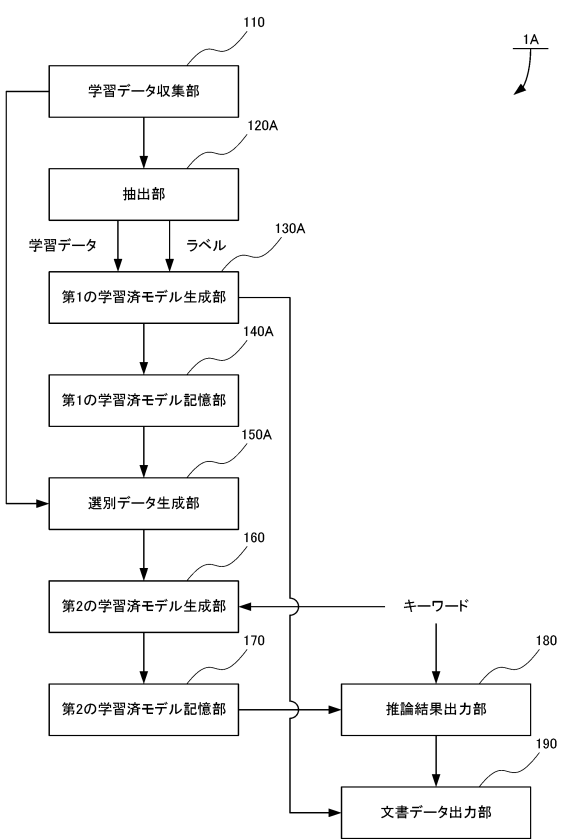 110
1A
学習データ収集部
120A
抽出部
学習データ
ラベル
130A
第1の学習済モデル生成部
140A
第1の学習済モデル記憶部
150A
選別データ生成部
160
第2の学習済モデル生成部
キーワード
170
180
第2の学習済モデル記憶部
推論結果出力部
190
文書データ出力部